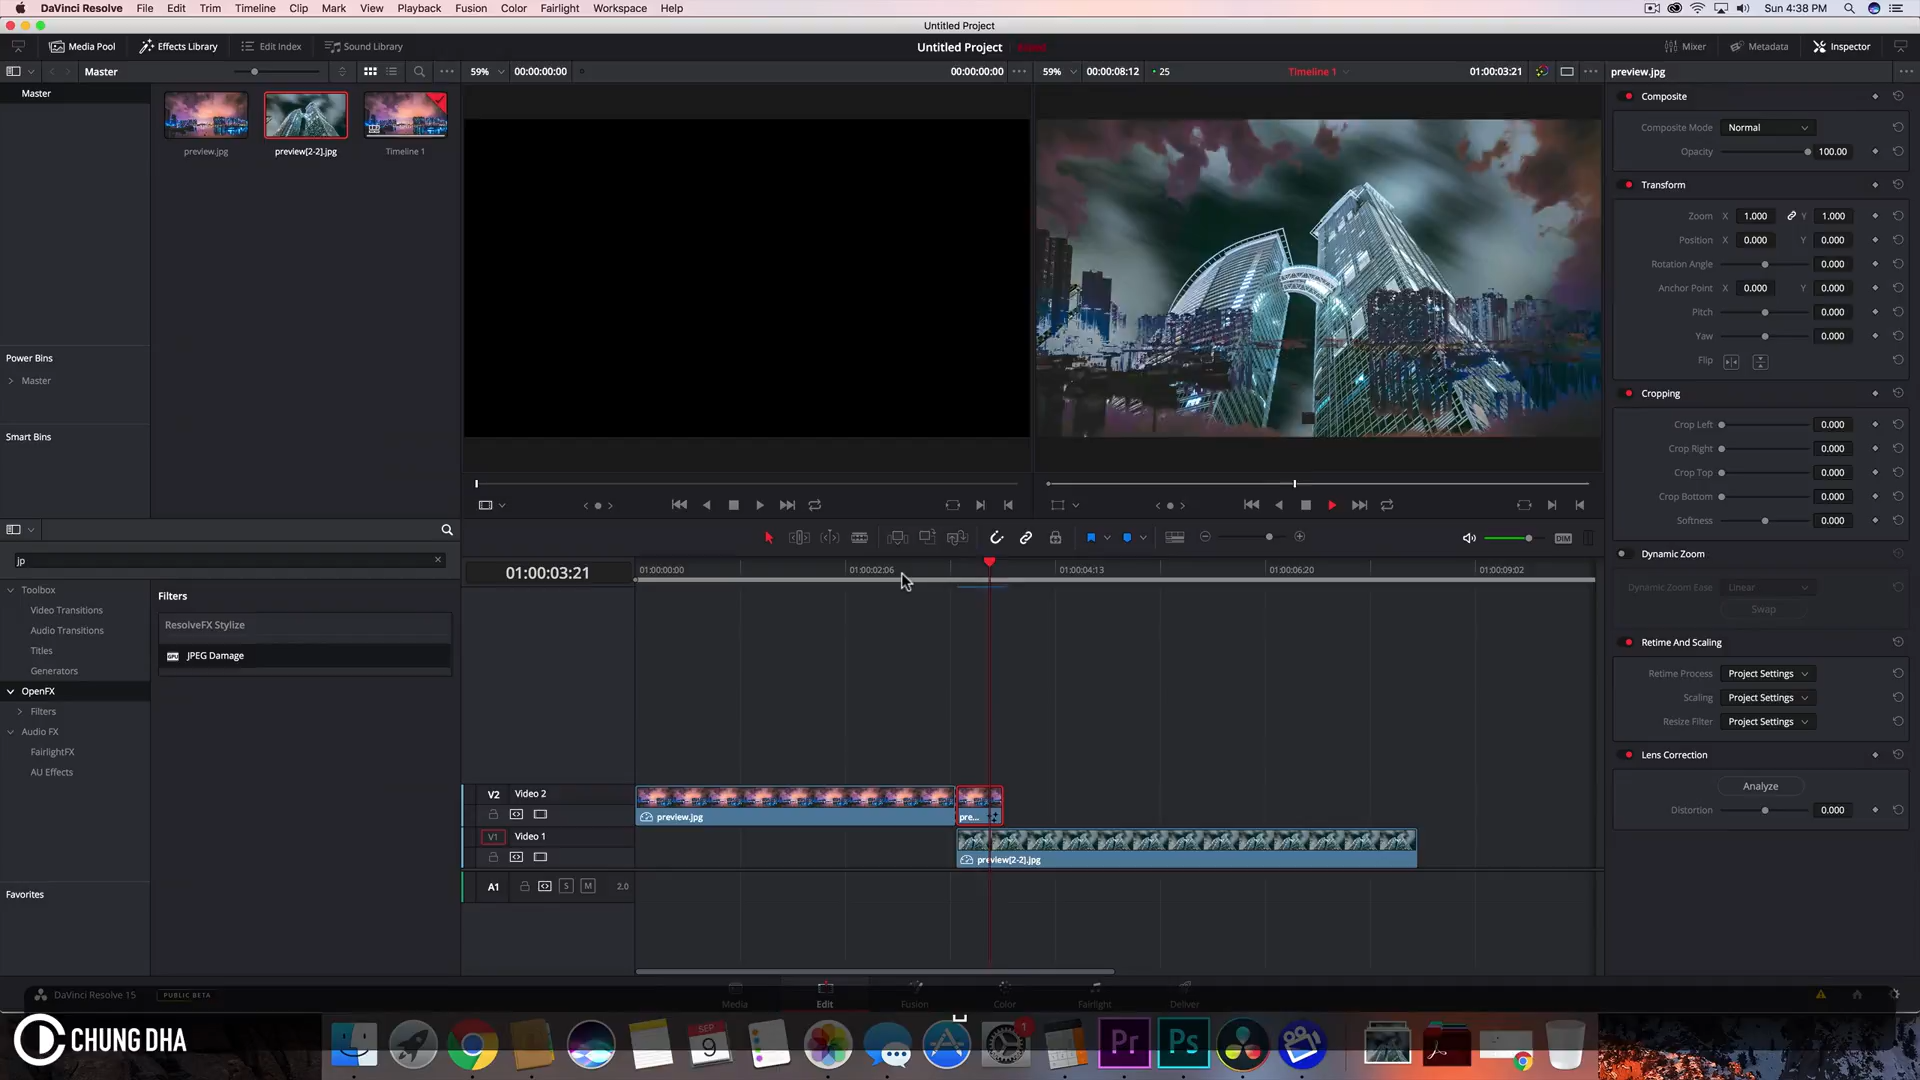 DaVinci Resolve File Edit Trim Timeline Clip Mark View Playback Fusion Color Fairlight Workspace Help
Sun 4:38 PM
Untitled Project
Media Pool Effects Library Edit Index Sound Library
Untitled Project
Mixer Metadata Inspector
Master
59% 00:00:00:00 00:00:00:00
59% 00:00:08:12 25 Timeline 1 01:00:03:21
preview.jpg
Master
preview.jpg preview[2-2].jpg Timeline 1
Power Bins
Master
Smart Bins
Composite
Composite Mode Normal
Opacity 100.00
Transform
Zoom X 1.000 Y 1.000
Position X 0.000 Y 0.000
Rotation Angle 0.000
Anchor Point X 0.000 Y 0.000
Pitch 0.000
Yaw 0.000
Flip
Cropping
Crop Left 0.000
Crop Right 0.000
Crop Top 0.000
Crop Bottom 0.000
Softness 0.000
Dynamic Zoom
Dynamic Zoom Ease Linear
Swap
Retime And Scaling
Retime Process Project Settings
Scaling Project Settings
Resize Filter Project Settings
Lens Correction
Analyze
Distortion 0.000
DIM
jp
Toolbox
Video Transitions
Audio Transitions
Titles
Generators
OpenFX
Filters
Audio FX
FairlightFX
AU Effects
Favorites
Filters
ResolveFX Stylize
GPU JPEG Damage
01:00:03:21
01:00:00:00 01:00:02:06 01:00:04:13 01:00:06:20 01:00:09:02
V2 Video 2
preview.jpg pre...
V1 Video 1
preview[2-2].jpg
A1 S M 2.0
DaVinci Resolve 15 PUBLIC BETA
Media Edit Fusion Color Fairlight Deliver
CHUNG DHA
SEP
9
1
Pr
Ps